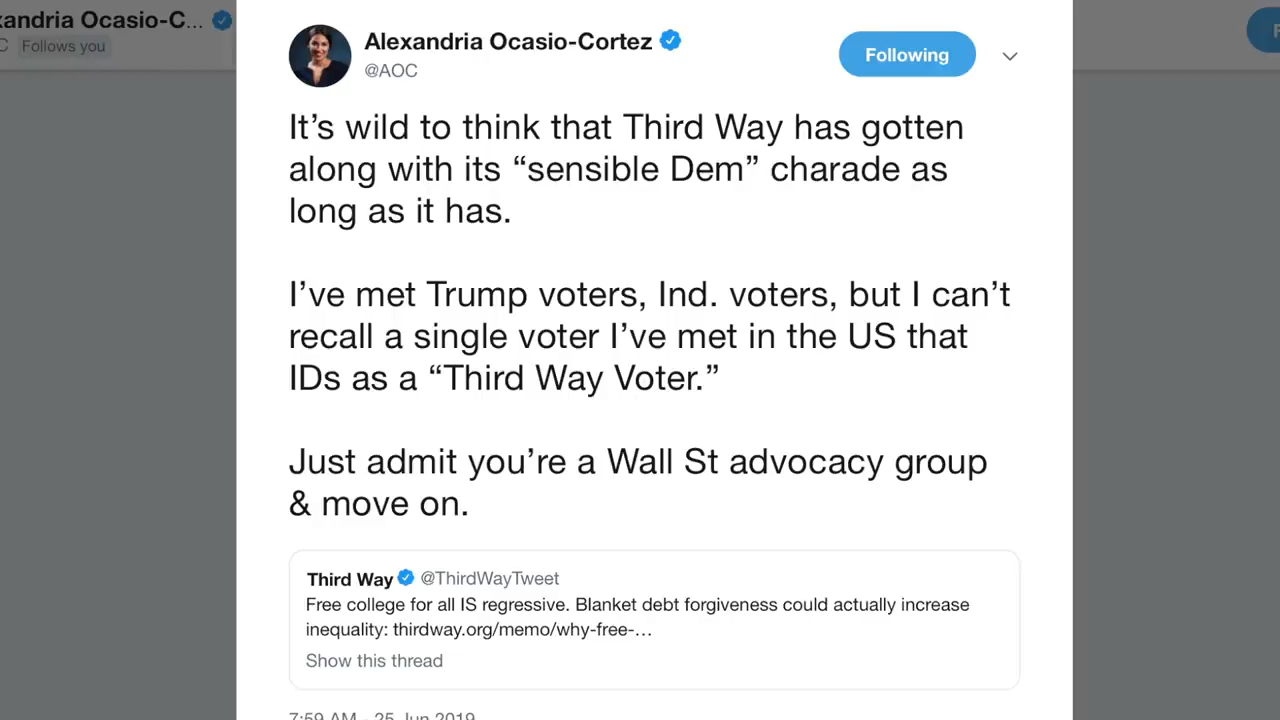 xandria Ocasio-C...
C Follows you
Alexandria Ocasio-Cortez
@AOC
Following
It’s wild to think that Third Way has gotten
along with its “sensible Dem” charade as
long as it has.
I’ve met Trump voters, Ind. voters, but I can’t
recall a single voter I’ve met in the US that
IDs as a “Third Way Voter.”
Just admit you’re a Wall St advocacy group
& move on.
Third Way @ThirdWayTweet
Free college for all IS regressive. Blanket debt forgiveness could actually increase
inequality: thirdway.org/memo/why-free-…
Show this thread
7:59 AM - 25 Jun 2019